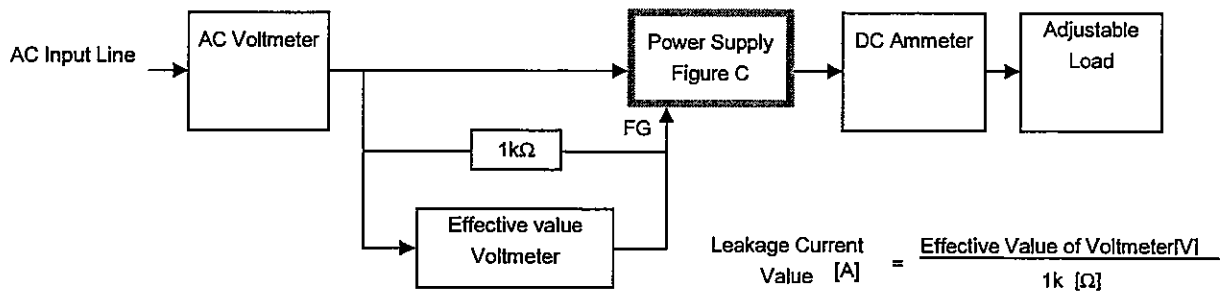 AC Input Line
AC Voltmeter
Power Supply
Figure C
DC Ammeter
Adjustable
Load
FG
1kΩ
Effective value
Voltmeter
Leakage Current
Value [A]
=
Effective Value of Voltmeter[V]
1k [Ω]